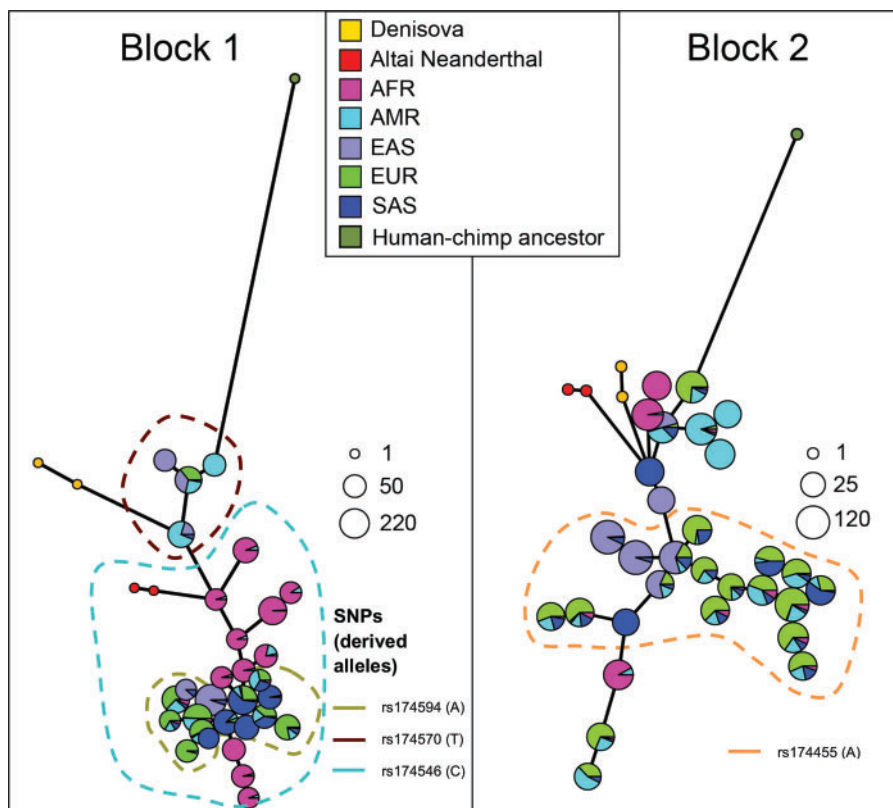 Block 1
Denisova
Altai Neanderthal
AFR
AMR
EAS
EUR
SAS
Human-chimp ancestor
Block 2
1
50
220
SNPs
(derived
alleles)
rs174594 (A)
rs174570 (T)
rs174546 (C)
1
25
120
rs174455 (A)